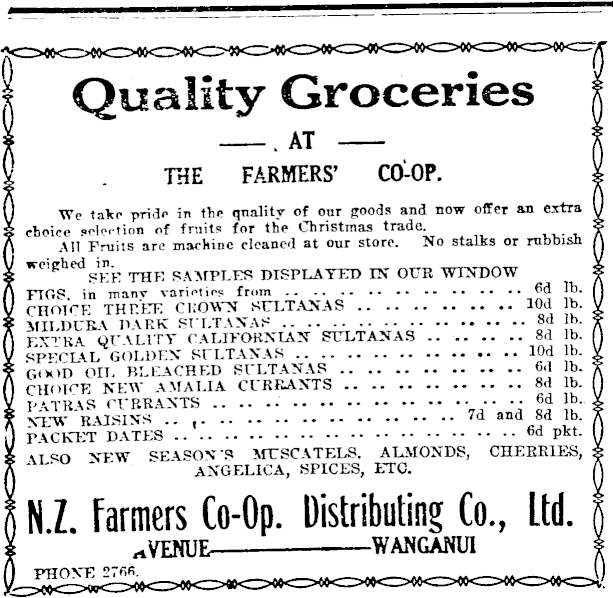 Quality Groceries
— AT —
THE FARMERS' CO-OP.
We take pride in the quality of our goods and now offer an extra
choice selection of fruits for the Christmas trade.
All Fruits are machine cleaned at our store. No stalks or rubbish
weighed in.
SEE THE SAMPLES DISPLAYED IN OUR WINDOW
FIGS, in many varieties from .. .. .. .. .. .. .. .. 6d lb.
CHOICE THREE CROWN SULTANAS .. .. .. .. .. .. 10d lb.
MILDURA DARK SULTANAS .. .. .. .. .. .. .. .. .. 8d lb.
EXTRA QUALITY CALIFORNIAN SULTANAS .. .. .. .. 8d lb.
SPECIAL GOLDEN SULTANAS .. .. .. .. .. .. .. .. 10d lb.
GOOD OIL BLEACHED SULTANAS .. .. .. .. .. .. .. 6d lb.
CHOICE NEW AMALIA CURRANTS .. .. .. .. .. .. .. 8d lb.
PATRAS CURRANTS .. .. .. .. .. .. .. .. .. .. .. 6d lb.
NEW RAISINS .. .. .. .. .. .. .. .. .. 7d and 8d lb.
PACKET DATES .. .. .. .. .. .. .. .. .. .. .. .. 6d pkt.
ALSO NEW SEASON'S MUSCATELS, ALMONDS, CHERRIES,
ANGELICA, SPICES, ETC.
N.Z. Farmers Co-Op. Distributing Co., Ltd.
AVENUE——WANGANUI
PHONE 2766.